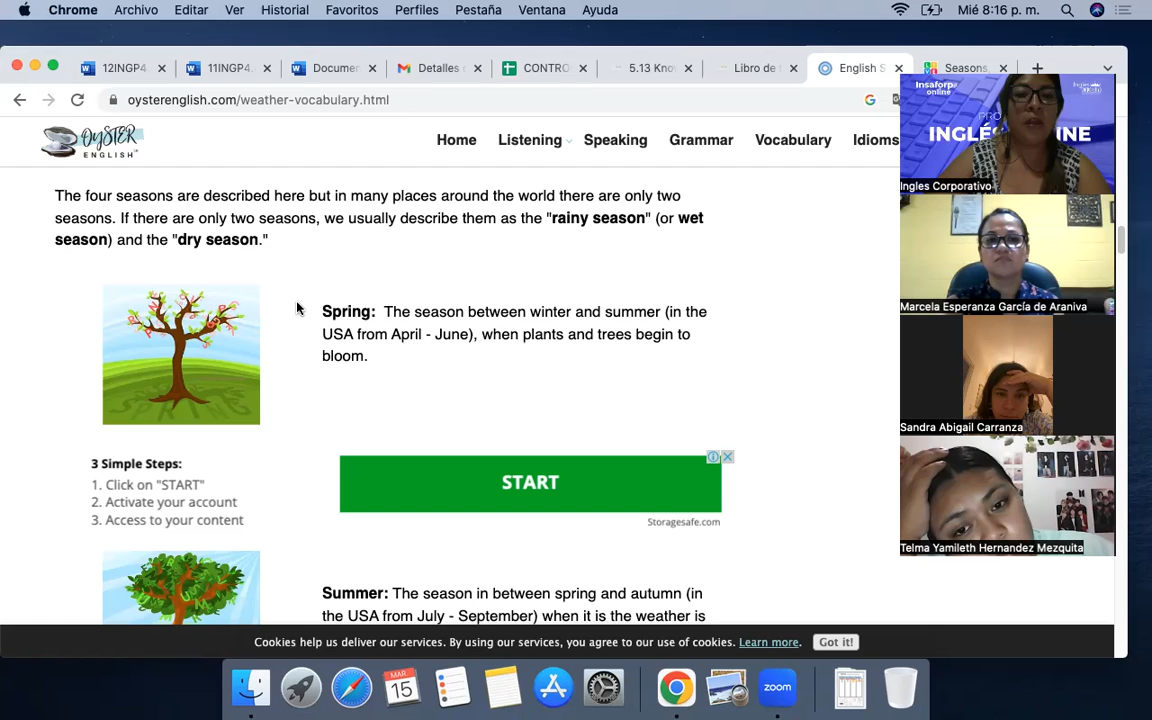 Chrome Archivo Editar Ver Historial Favoritos Perfiles Pestaña Ventana Ayuda Mié 8:16 p. m.
12INGP4 11INGP4. Documen Detalles CONTRO 5.13 Kno Libro de English S Seasons,
oysterenglish.com/weather-vocabulary.html
OYSTER
ENGLISH
Home Listening Speaking Grammar Vocabulary Idioms
Insaforp
online
PRO
INGLÉS ONLINE
Ingles Corporativo
The four seasons are described here but in many places around the world there are only two
seasons. If there are only two seasons, we usually describe them as the "rainy season" (or wet
season) and the "dry season."
Marcela Esperanza García de Araniva
SPRING
Spring: The season between winter and summer (in the
USA from April - June), when plants and trees begin to
bloom.
Sandra Abigail Carranza
3 Simple Steps:
1. Click on "START"
2. Activate your account
3. Access to your content
START
Storagesafe.com
Telma Yamileth Hernandez Mezquita
Summer: The season in between spring and autumn (in
the USA from July - September) when it is the weather is
Cookies help us deliver our services. By using our services, you agree to our use of cookies. Learn more. Got it!
MAR
15
zoom